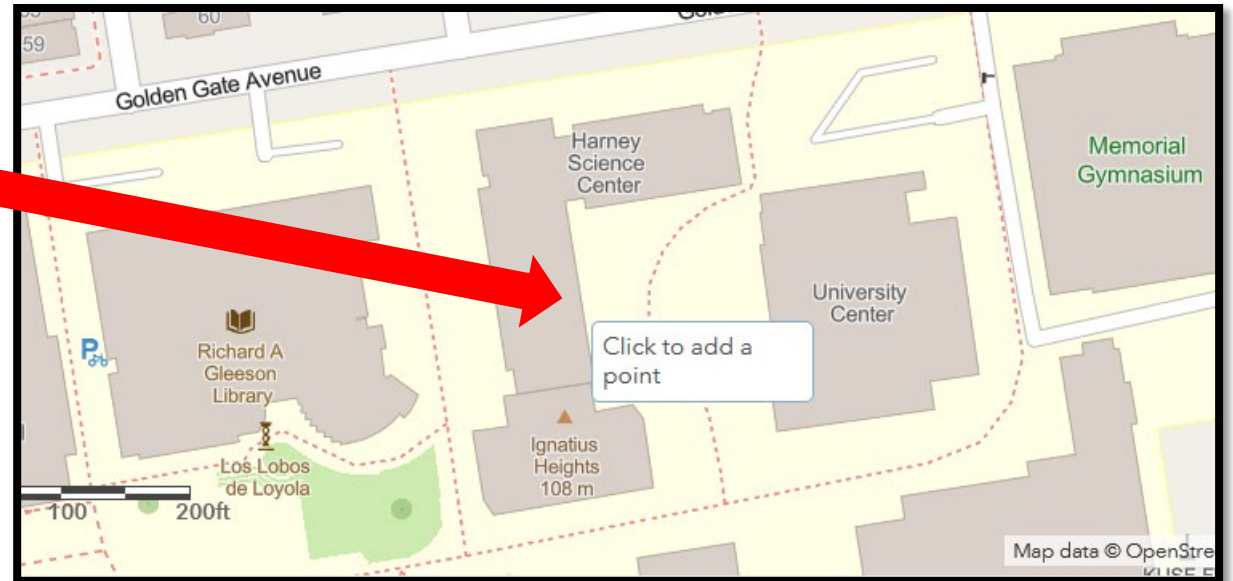 60
59
Golden Gate Avenue
Harney
Science
Center
Memorial
Gymnasium
University
Center
Click to add a
point
P
Richard A
Gleeson
Library
Ignatius
Heights
108 m
Los Lobos
de Loyola
100
200ft
Map data © OpenStre